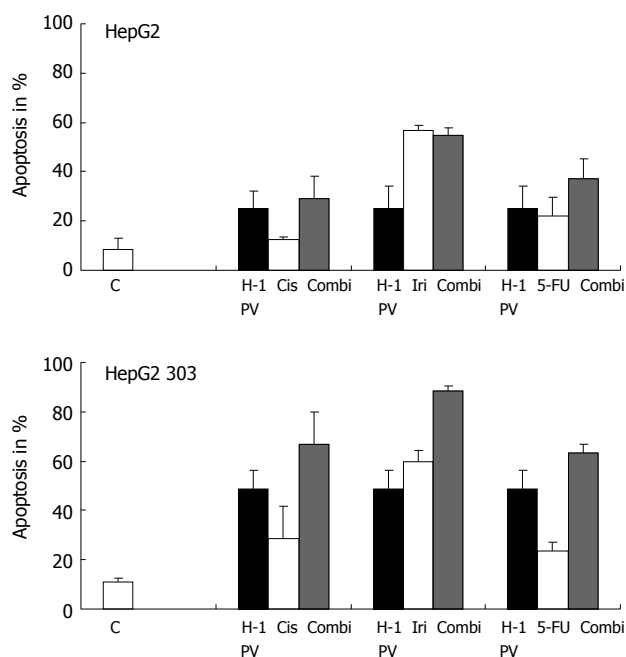 HepG2
Apoptosis in %
100
80
60
40
20
0
C
H-1 Cis Combi
PV
H-1 Iri Combi
PV
H-1 5-FU Combi
PV
HepG2 303
Apoptosis in %
100
80
60
40
20
0
C
H-1 Cis Combi
PV
H-1 Iri Combi
PV
H-1 5-FU Combi
PV